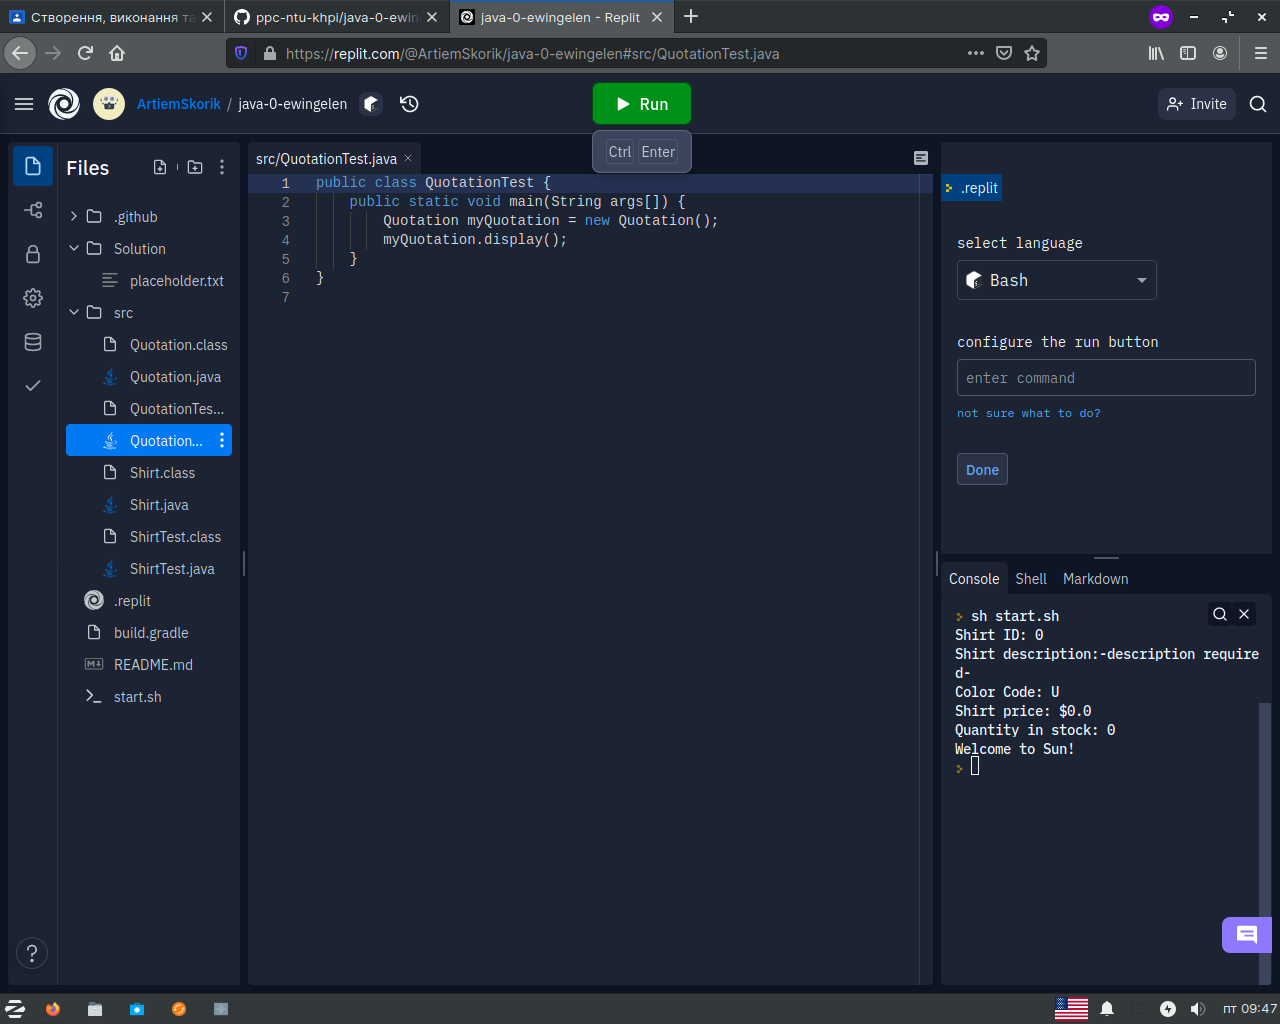 Створення, виконання та
ppc-ntu-khpi/java-0-ewin
java-0-ewingelen - Replit
https://replit.com/@ArtiemSkorik/java-0-ewingelen#src/QuotationTest.java
ArtiemSkorik / java-0-ewingelen
Run
Invite
Ctrl Enter
Files
.github
Solution
placeholder.txt
src
Quotation.class
Quotation.java
QuotationTes...
Quotation...
Shirt.class
Shirt.java
ShirtTest.class
ShirtTest.java
.replit
build.gradle
README.md
start.sh
src/QuotationTest.java
1 public class QuotationTest {
2 public static void main(String args[]) {
3 Quotation myQuotation = new Quotation();
4 myQuotation.display();
5 }
6 }
7
.replit
select language
Bash
configure the run button
enter command
not sure what to do?
Done
Console Shell Markdown
sh start.sh
Shirt ID: 0
Shirt description:-description require
d-
Color Code: U
Shirt price: $0.0
Quantity in stock: 0
Welcome to Sun!
?
пт 09:47